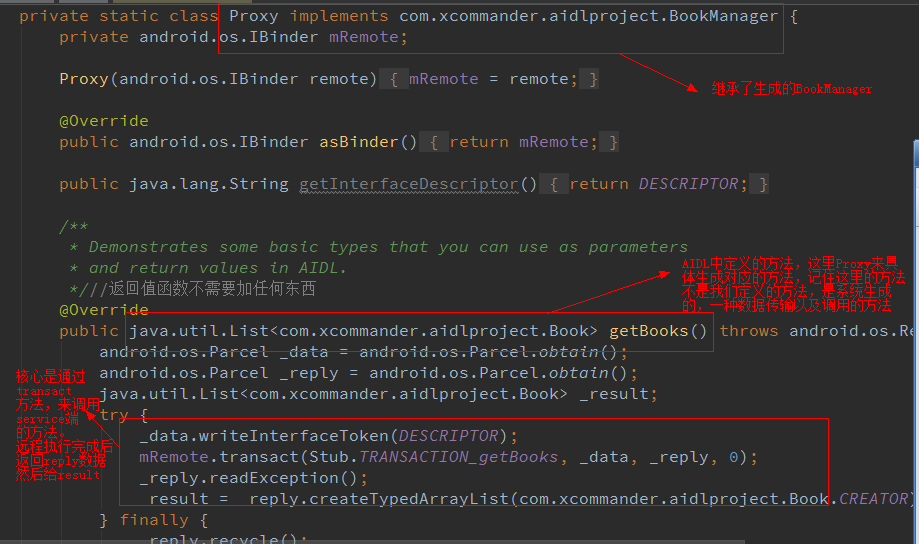 private static class Proxy implements com.xcommander.aidlproject.BookManager {
private android.os.IBinder mRemote;
Proxy(android.os.IBinder remote) { mRemote = remote; }
继承了生成的BookManager
@Override
public android.os.IBinder asBinder() { return mRemote; }
public java.lang.String getInterfaceDescriptor() { return DESCRIPTOR; }
/**
* Demonstrates some basic types that you can use as parameters
* and return values in AIDL.
*///返回值函数不需要加任何东西
AIDL中定义的方法，这里Proxy来具
体生成对应的方法，记住这里的方法
不是我们定义的方法，是系统生成
的，一种数据传输以及调用的方法
@Override
public java.util.List<com.xcommander.aidlproject.Book> getBooks() throws android.os.Re
android.os.Parcel _data = android.os.Parcel.obtain();
android.os.Parcel _reply = android.os.Parcel.obtain();
java.util.List<com.xcommander.aidlproject.Book> _result;
try {
核心是通过
transact
方法，来调用
service端
的方法。
远程执行完成后
返回reply数据
然后给result
_data.writeInterfaceToken(DESCRIPTOR);
mRemote.transact(Stub.TRANSACTION_getBooks, _data, _reply, 0);
_reply.readException();
_result = _reply.createTypedArrayList(com.xcommander.aidlproject.Book.CREATOR)
} finally {
_reply.recycle();